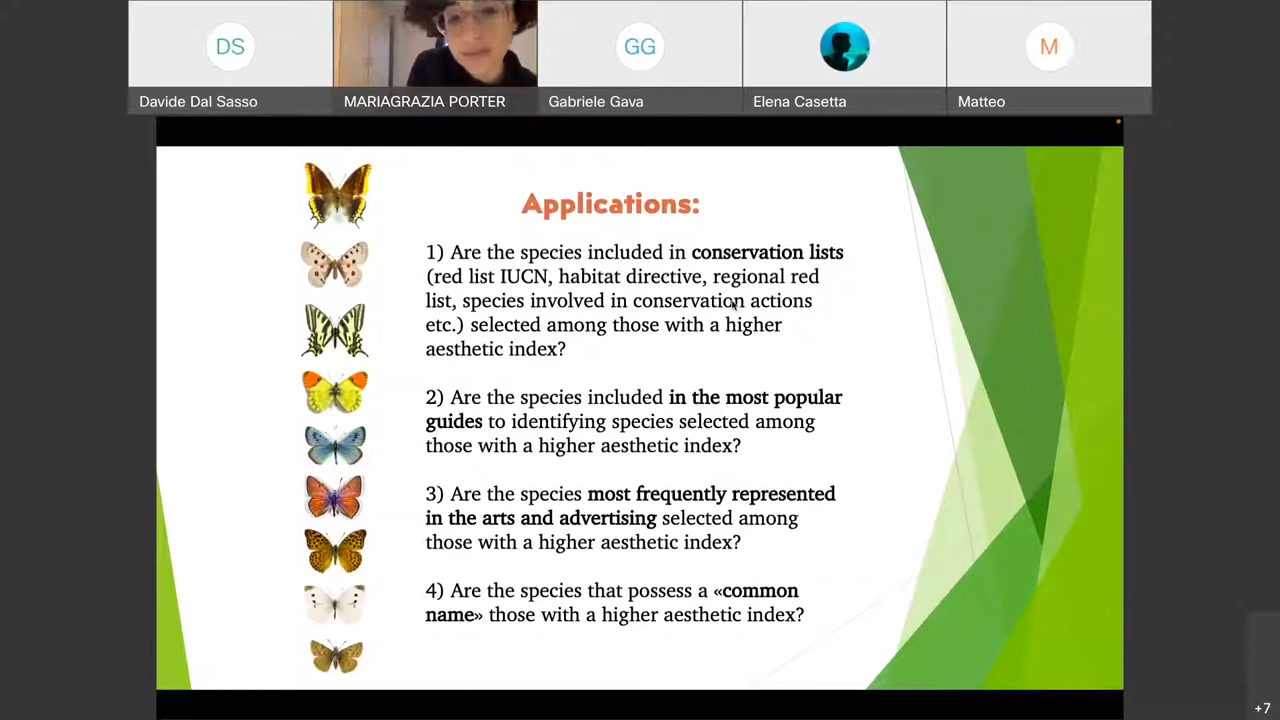 DS
GG
M
Davide Dal Sasso
MARIAGRAZIA PORTER
Gabriele Gava
Elena Casetta
Matteo
Applications:
1) Are the species included in conservation lists
(red list IUCN, habitat directive, regional red
list, species involved in conservation actions
etc.) selected among those with a higher
aesthetic index?
2) Are the species included in the most popular
guides to identifying species selected among
those with a higher aesthetic index?
3) Are the species most frequently represented
in the arts and advertising selected among
those with a higher aesthetic index?
4) Are the species that possess a «common
name» those with a higher aesthetic index?
+7